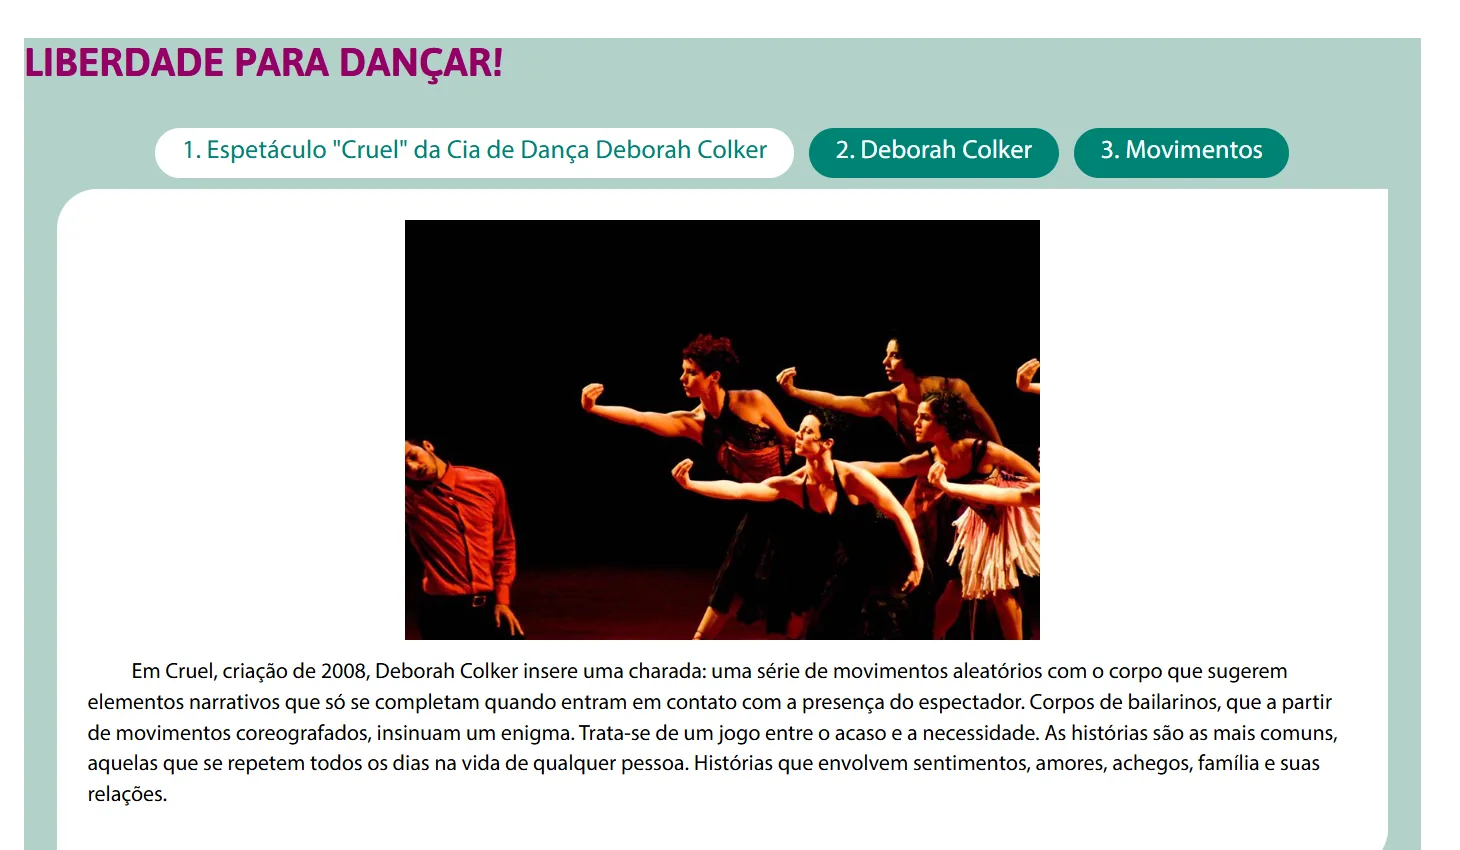 LIBERDADE PARA DANÇAR!
1. Espetáculo "Cruel" da Cia de Dança Deborah Colker
2. Deborah Colker
3. Movimentos
Em Cruel, criação de 2008, Deborah Colker insere uma charada: uma série de movimentos aleatórios com o corpo que sugerem
elementos narrativos que só se completam quando entram em contato com a presença do espectador. Corpos de bailarinos, que a partir
de movimentos coreografados, insinuam um enigma. Trata-se de um jogo entre o acaso e a necessidade. As histórias são as mais comuns,
aquelas que se repetem todos os dias na vida de qualquer pessoa. Histórias que envolvem sentimentos, amores, achegos, família e suas
relações.